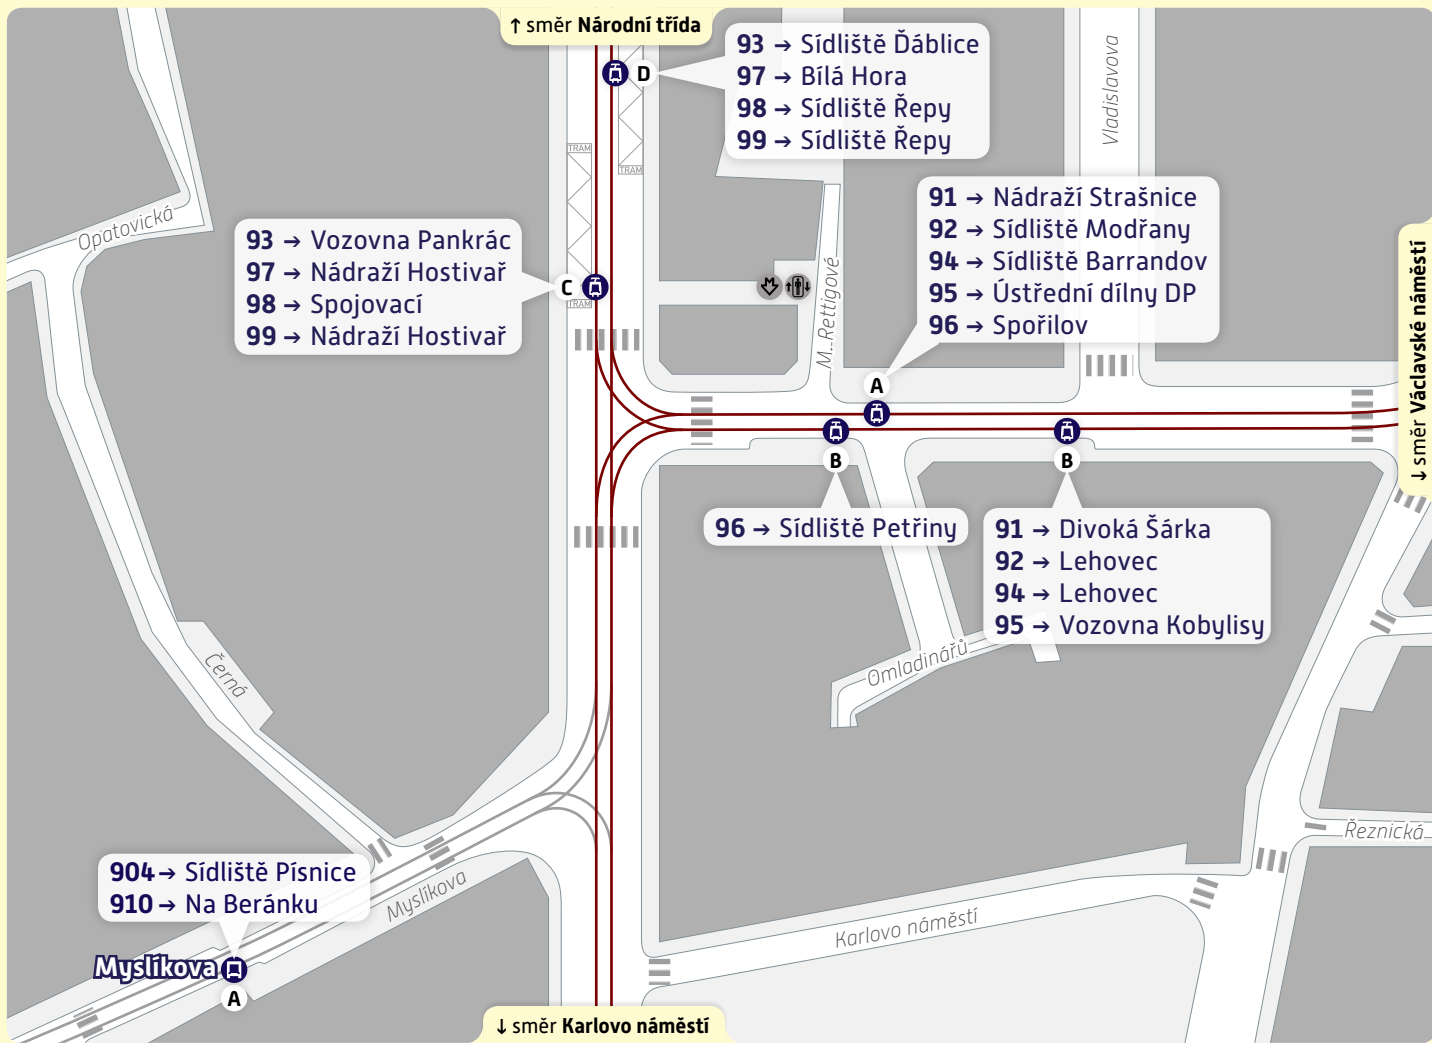 ↑ směr Národní třída
D
93 → Sídliště Ďáblice
97 → Bílá Hora
98 → Sídliště Řepy
99 → Sídliště Řepy
Vladislavova
TRAM
TRAM
Opatovická
91 → Nádraží Strašnice
92 → Sídliště Modřany
94 → Sídliště Barrandov
95 → Ústřední dílny DP
96 → Spořilov
93 → Vozovna Pankrác
97 → Nádraží Hostivař
98 → Spojovací
99 → Nádraží Hostivař
C
TRAM
M. Rettigové
↓ směr Václavské náměstí
A
B
B
96 → Sídliště Petřiny
91 → Divoká Šárka
92 → Lehovec
94 → Lehovec
95 → Vozovna Kobylisy
Omladinářů
Černá
Řeznická
904 → Sídliště Písnice
910 → Na Beránku
Myslíkova
Karlovo náměstí
Myslíkova
A
↓ směr Karlovo náměstí